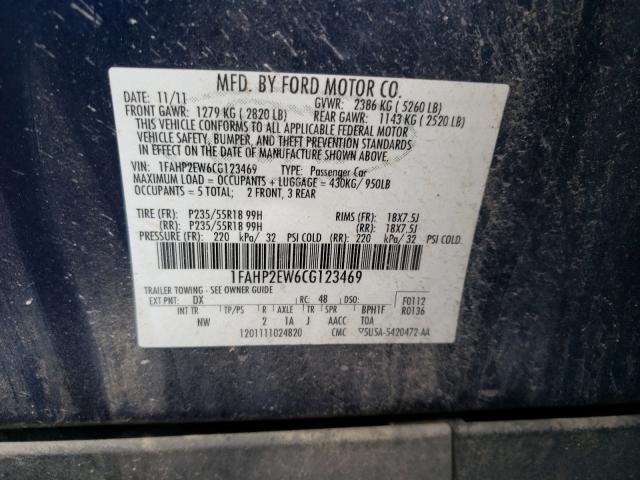 MFD. BY FORD MOTOR CO.
DATE: 11/11 GVWR: 2386 KG ( 5260 LB)
FRONT GAWR: 1279 KG ( 2820 LB) REAR GAWR: 1143 KG ( 2520 LB)
THIS VEHICLE CONFORMS TO ALL APPLICABLE FEDERAL MOTOR
VEHICLE SAFETY, BUMPER, AND THEFT PREVENTION STANDARDS
IN EFFECT ON THE DATE OF MANUFACTURE SHOWN ABOVE.
VIN: 1FAHP2EW6CG123469 TYPE: Passenger Car
MAXIMUM LOAD = OCCUPANTS + LUGGAGE = 430KG/ 950LB
OCCUPANTS = 5 TOTAL; 2 FRONT, 3 REAR
TIRE (FR): P235/55R18 99H RIMS (FR): 18X7.5J
(RR): P235/55R18 99H (RR): 18X7.5J
PRESSURE (FR): 220 kPa/ 32 PSI COLD (RR): 220 kPa/ 32 PSI COLD
1FAHP2EW6CG123469
TRAILER TOWING - SEE OWNER GUIDE
EXT PNT: DX RC: 48 DSO: F0112
INT TR TP/PS R AXLE TR SPR BPH1F R0136
NW 2 1A J AACC TOA
1201111024820 CMC 5U5A-5420472-AA